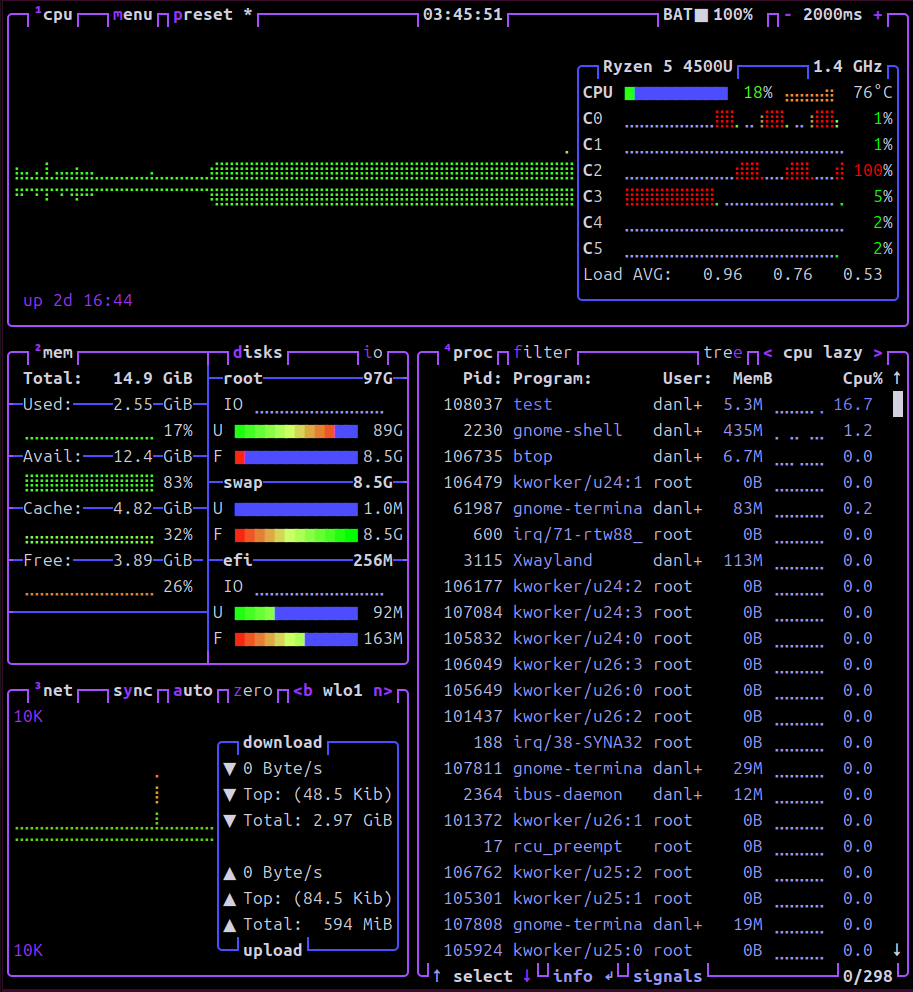 ¹cpu menu preset * 03:45:51 BAT■ 100% - 2000ms +
Ryzen 5 4500U 1.4 GHz
CPU 18% 76°C
C0 1%
C1 1%
C2 100%
C3 5%
C4 2%
C5 2%
Load AVG: 0.96 0.76 0.53
up 2d 16:44
²mem
Total: 14.9 GiB
Used: 2.55 GiB
17%
Avail: 12.4 GiB
83%
Cache: 4.82 GiB
32%
Free: 3.89 GiB
26%
disks io
root 97G
IO
U 89G
F 8.5G
swap 8.5G
U 1.0M
F 8.5G
efi 256M
IO
U 92M
F 163M
³net sync auto zero <b wlo1 n>
10K
download
▼ 0 Byte/s
▼ Top: (48.5 Kib)
▼ Total: 2.97 GiB
▲ 0 Byte/s
▲ Top: (84.5 Kib)
▲ Total: 594 MiB
upload
10K
⁴proc filter tree < cpu lazy >
Pid: Program: User: MemB Cpu% ↑
108037 test danl+ 5.3M 16.7
2230 gnome-shell danl+ 435M 1.2
106735 btop danl+ 6.7M 0.0
106479 kworker/u24:1 root 0B 0.0
61987 gnome-termina danl+ 83M 0.2
600 irq/71-rtw88_ root 0B 0.0
3115 Xwayland danl+ 113M 0.0
106177 kworker/u24:2 root 0B 0.0
107084 kworker/u24:3 root 0B 0.0
105832 kworker/u24:0 root 0B 0.0
106049 kworker/u26:3 root 0B 0.0
105649 kworker/u26:0 root 0B 0.0
101437 kworker/u26:2 root 0B 0.0
188 irq/38-SYNA32 root 0B 0.0
107811 gnome-termina danl+ 29M 0.0
2364 ibus-daemon danl+ 12M 0.0
101372 kworker/u26:1 root 0B 0.0
17 rcu_preempt root 0B 0.0
106762 kworker/u25:2 root 0B 0.0
105301 kworker/u25:1 root 0B 0.0
107808 gnome-termina danl+ 19M 0.0
105924 kworker/u25:0 root 0B 0.0 ↓
↑ select ↓ info ↲ signals 0/298